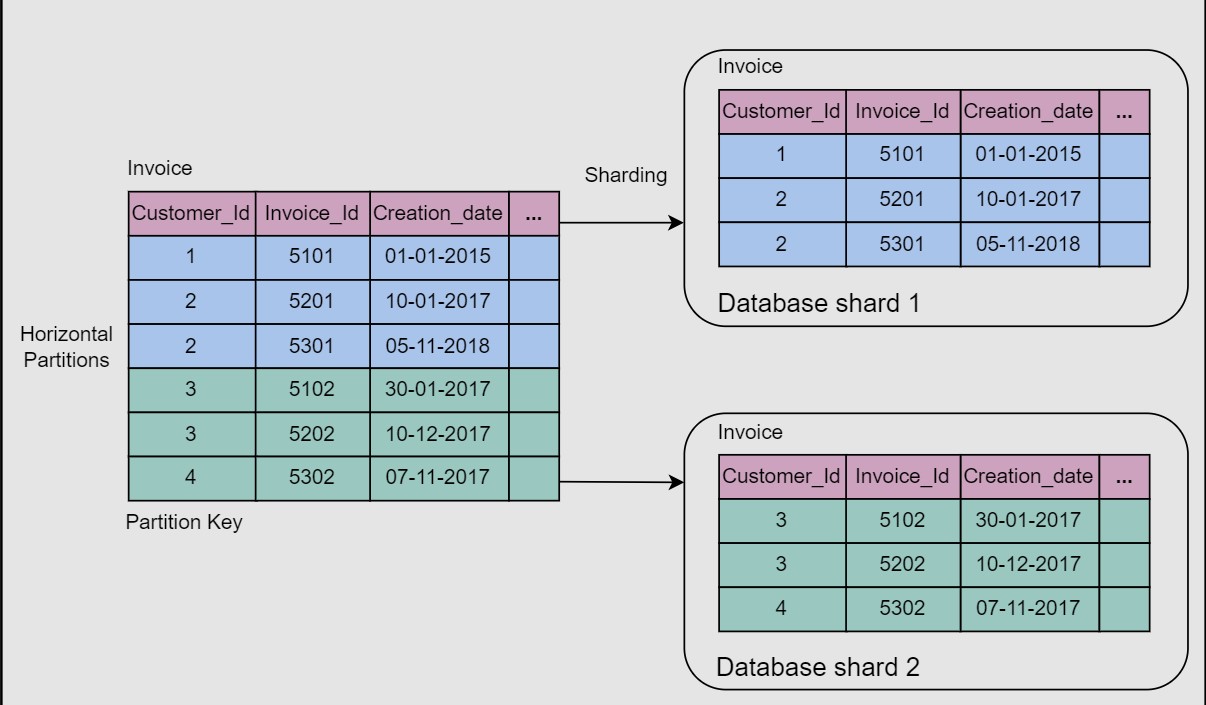 Invoice
Customer_Id Invoice_Id Creation_date ...
1 5101 01-01-2015
2 5201 10-01-2017
2 5301 05-11-2018
3 5102 30-01-2017
3 5202 10-12-2017
4 5302 07-11-2017
Horizontal
Partitions
Partition Key
Sharding
Invoice
Customer_Id Invoice_Id Creation_date ...
1 5101 01-01-2015
2 5201 10-01-2017
2 5301 05-11-2018
Database shard 1
Invoice
Customer_Id Invoice_Id Creation_date ...
3 5102 30-01-2017
3 5202 10-12-2017
4 5302 07-11-2017
Database shard 2